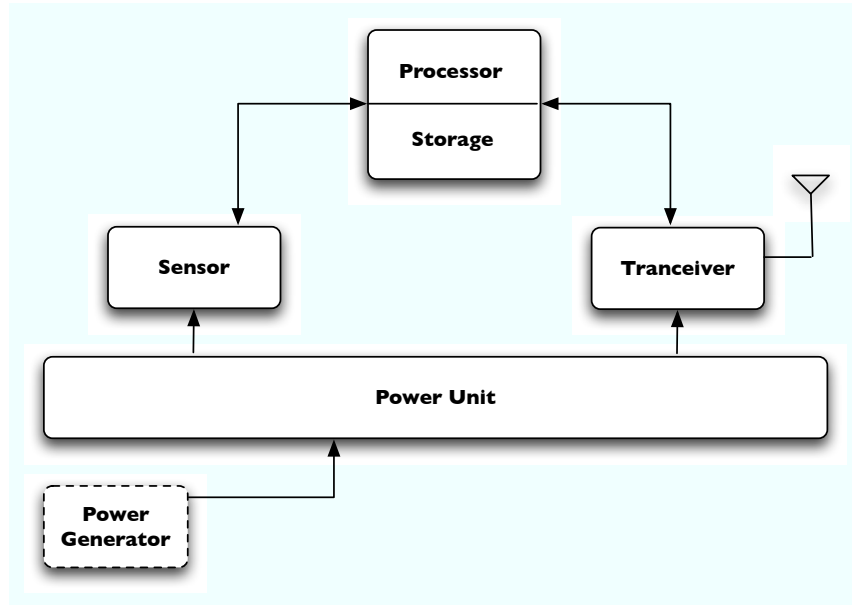 Processor
Storage
Sensor
Tranceiver
Power Unit
Power
Generator